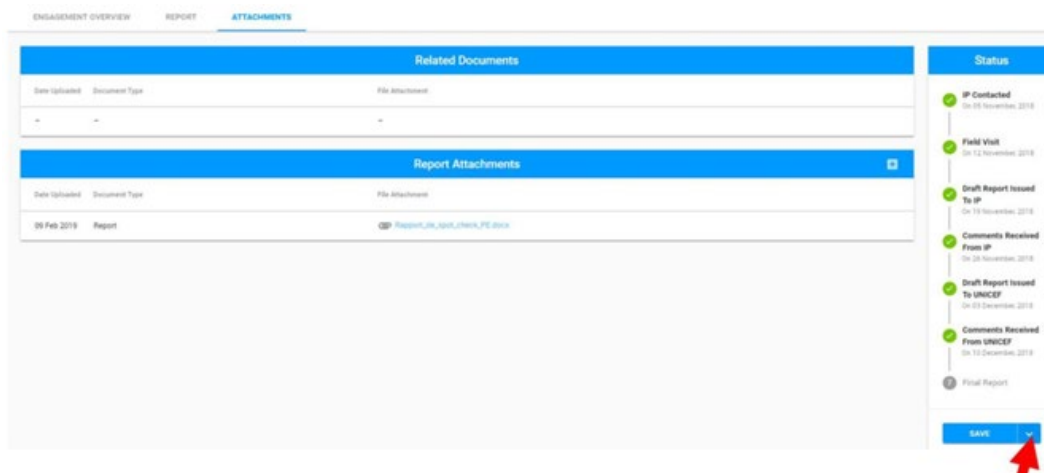 ENGAGEMENT OVERVIEW REPORT ATTACHMENTS
Related Documents
Date Uploaded Document Type File Attachment
– – –
Report Attachments
Date Uploaded Document Type File Attachment
09 Feb 2019 Report Rapport_de_spot_check_PE.docx
Status
IP Contacted
On 05 November, 2018
Field Visit
On 12 November, 2018
Draft Report Issued
To IP
On 19 November, 2018
Comments Received
From IP
On 26 November, 2018
Draft Report Issued
To UNICEF
On 03 December, 2018
Comments Received
From UNICEF
On 10 December, 2018
7 Final Report
SAVE